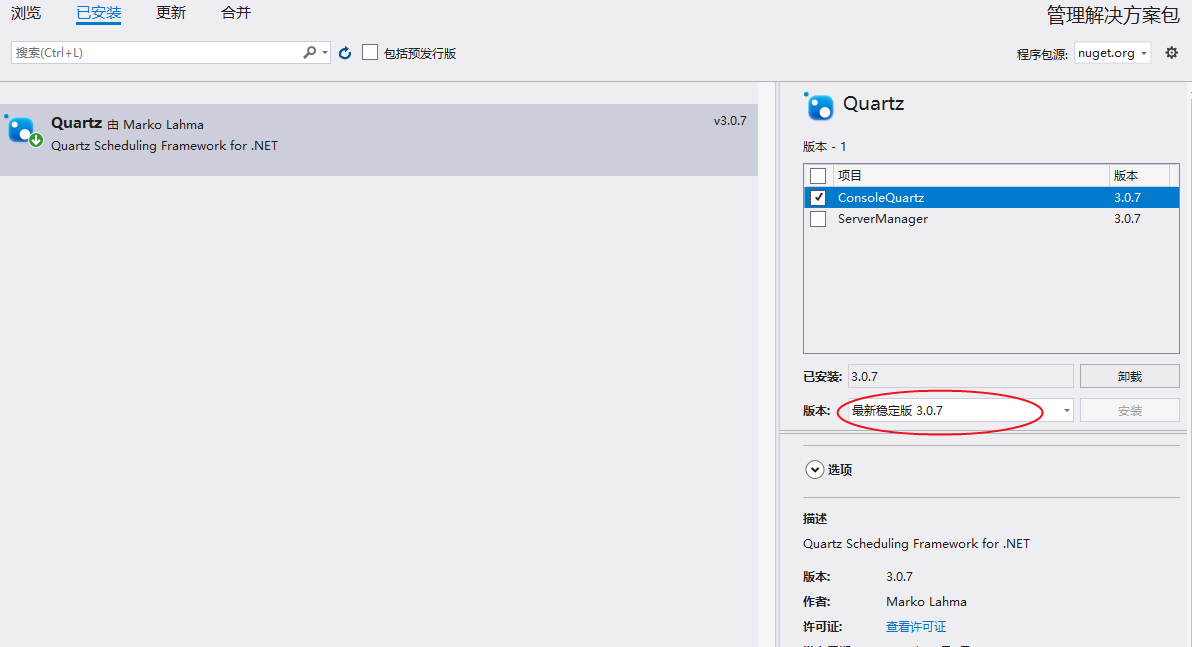 浏览 已安装 更新 合并 管理解决方案包
搜索(Ctrl+L) 包括预发行版 程序包源: nuget.org
Quartz 由 Marko Lahma v3.0.7
Quartz Scheduling Framework for .NET
Quartz
版本 - 1
项目 版本
ConsoleQuartz 3.0.7
ServerManager 3.0.7
已安装: 3.0.7 卸载
版本: 最新稳定版 3.0.7 安装
选项
描述
Quartz Scheduling Framework for .NET
版本: 3.0.7
作者: Marko Lahma
许可证: 查看许可证